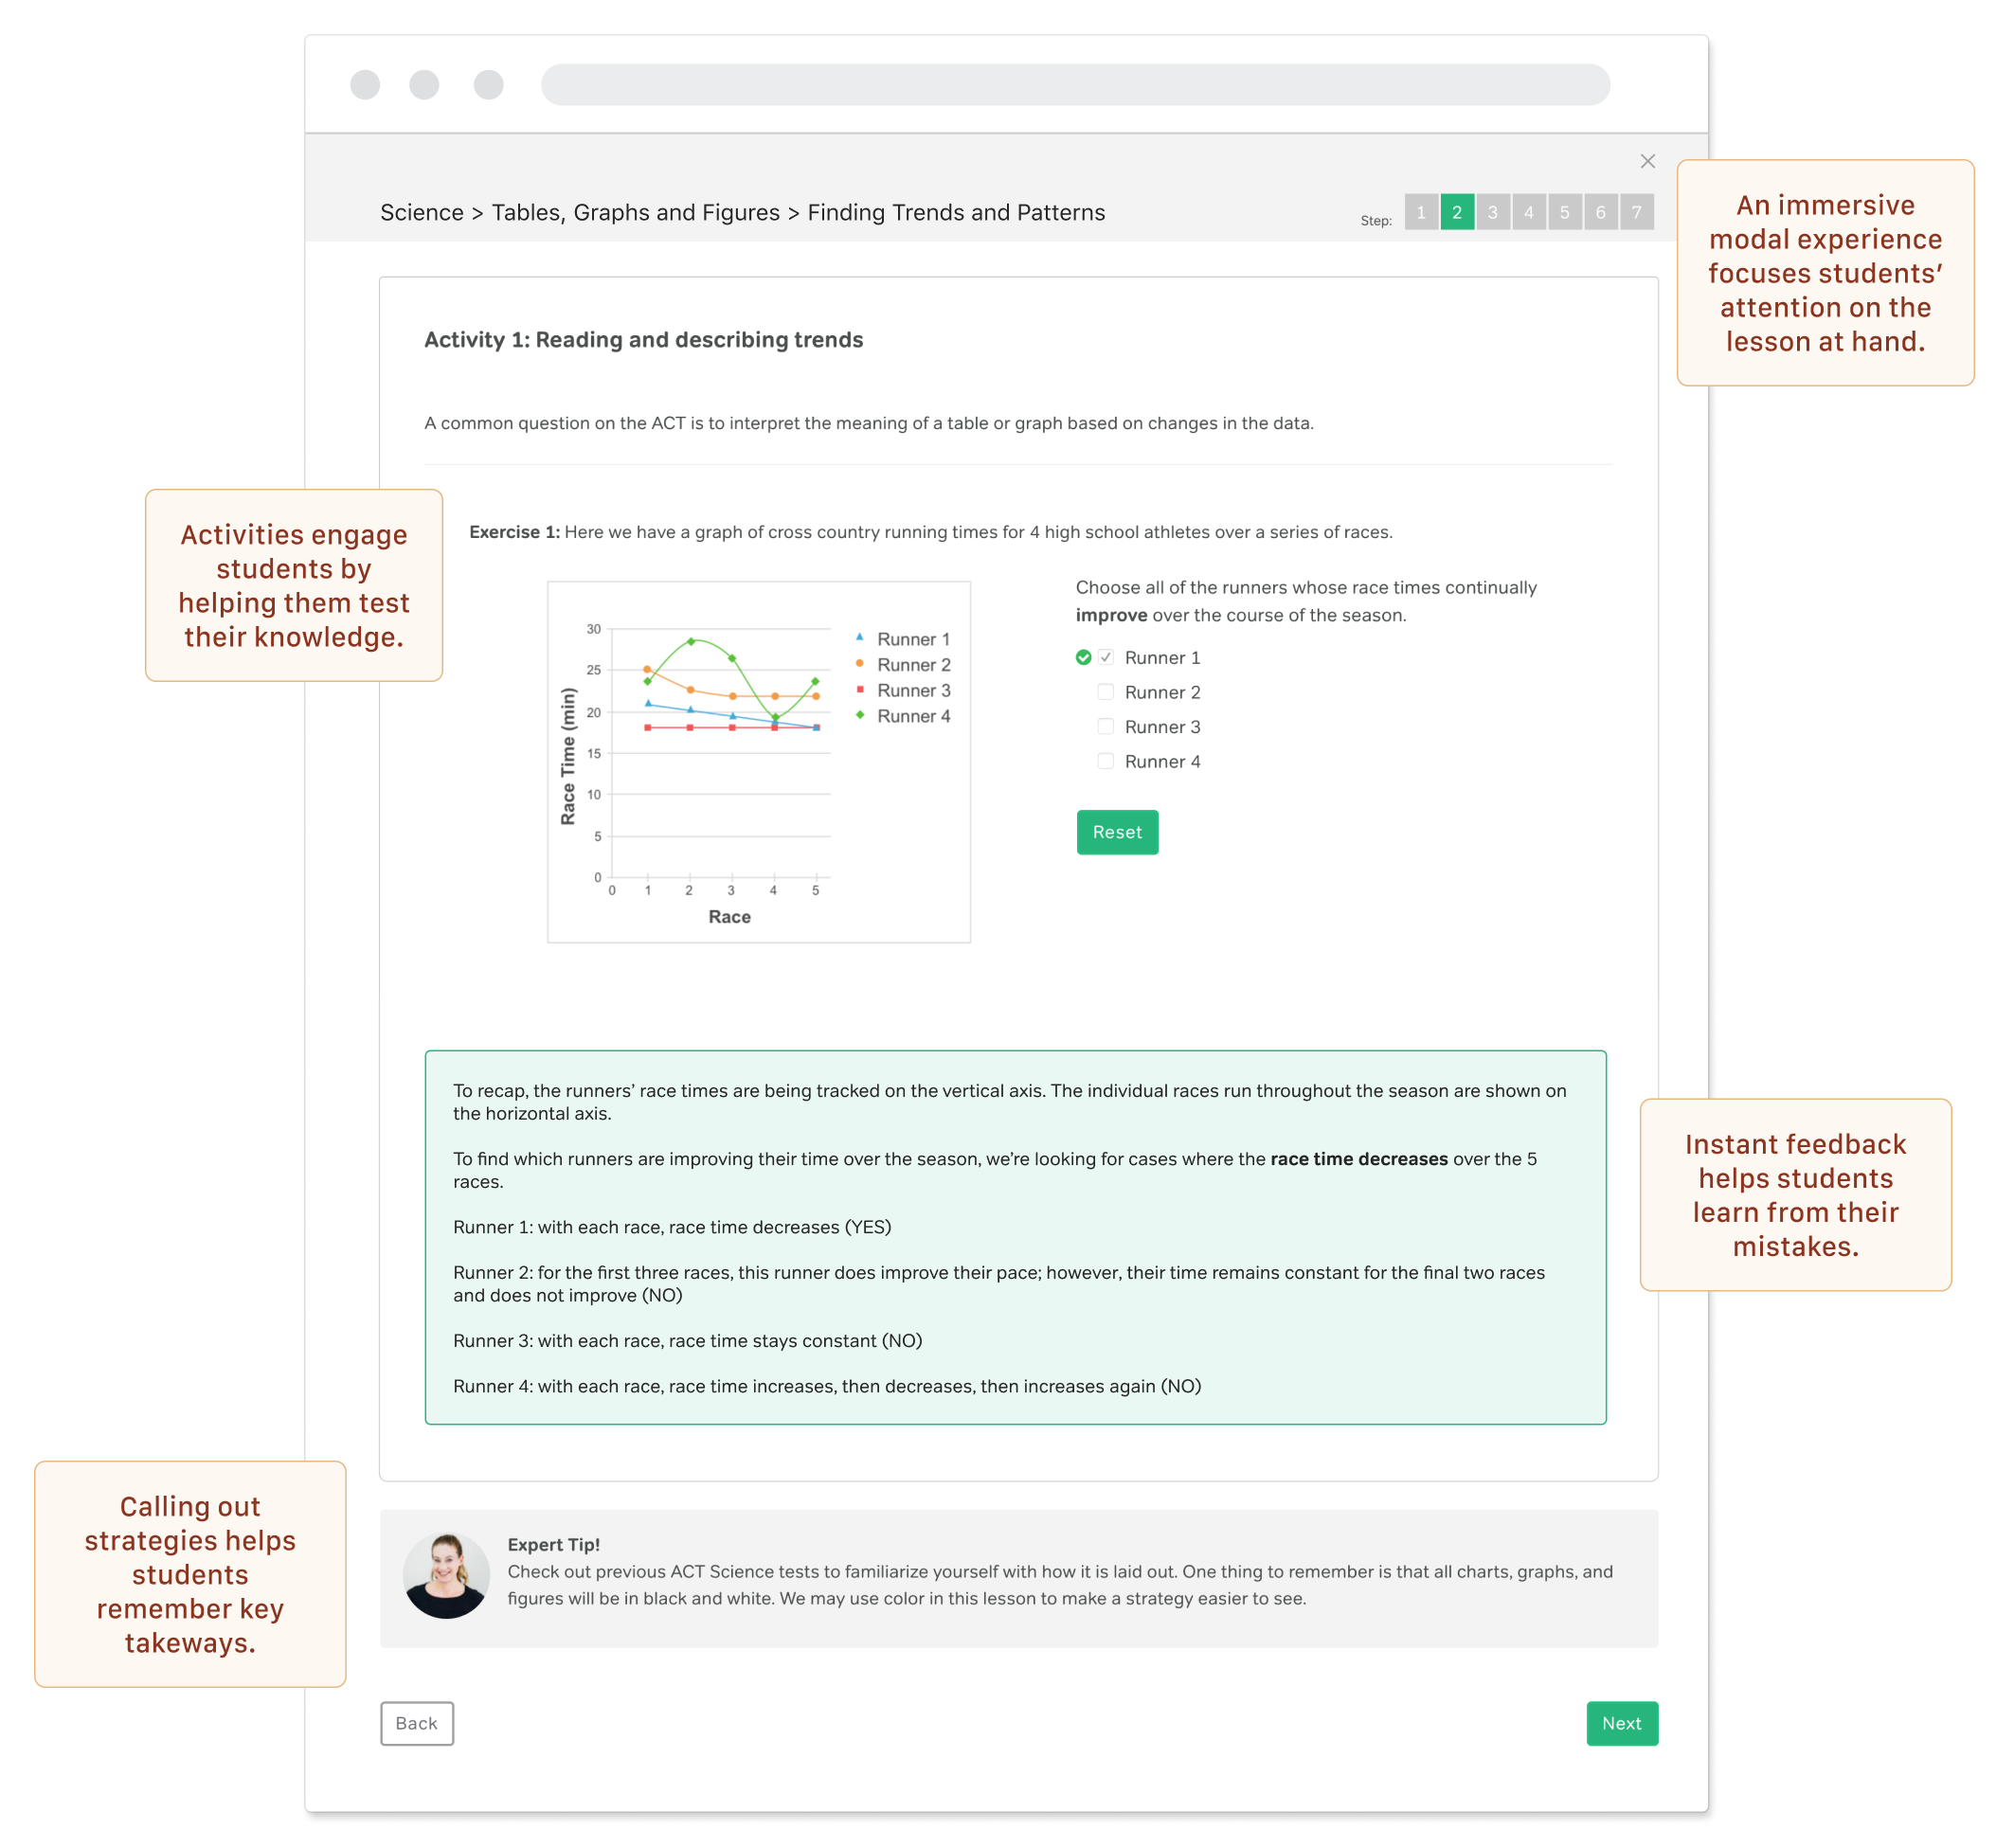 Science > Tables, Graphs and Figures > Finding Trends and Patterns
Step: 1 2 3 4 5 6 7
An immersive
modal experience
focuses students’
attention on the
lesson at hand.
Activity 1: Reading and describing trends
A common question on the ACT is to interpret the meaning of a table or graph based on changes in the data.
Activities engage
students by
helping them test
their knowledge.
Exercise 1: Here we have a graph of cross country running times for 4 high school athletes over a series of races.
30
25
20
15
10
5
0
Race Time (min)
0 1 2 3 4 5
Race
Runner 1
Runner 2
Runner 3
Runner 4
Choose all of the runners whose race times continually
improve over the course of the season.
Runner 1
Runner 2
Runner 3
Runner 4
Reset
To recap, the runners’ race times are being tracked on the vertical axis. The individual races run throughout the season are shown on
the horizontal axis.
To find which runners are improving their time over the season, we’re looking for cases where the race time decreases over the 5
races.
Runner 1: with each race, race time decreases (YES)
Runner 2: for the first three races, this runner does improve their pace; however, their time remains constant for the final two races
and does not improve (NO)
Runner 3: with each race, race time stays constant (NO)
Runner 4: with each race, race time increases, then decreases, then increases again (NO)
Instant feedback
helps students
learn from their
mistakes.
Calling out
strategies helps
students
remember key
takeways.
Expert Tip!
Check out previous ACT Science tests to familiarize yourself with how it is laid out. One thing to remember is that all charts, graphs, and
figures will be in black and white. We may use color in this lesson to make a strategy easier to see.
Back
Next